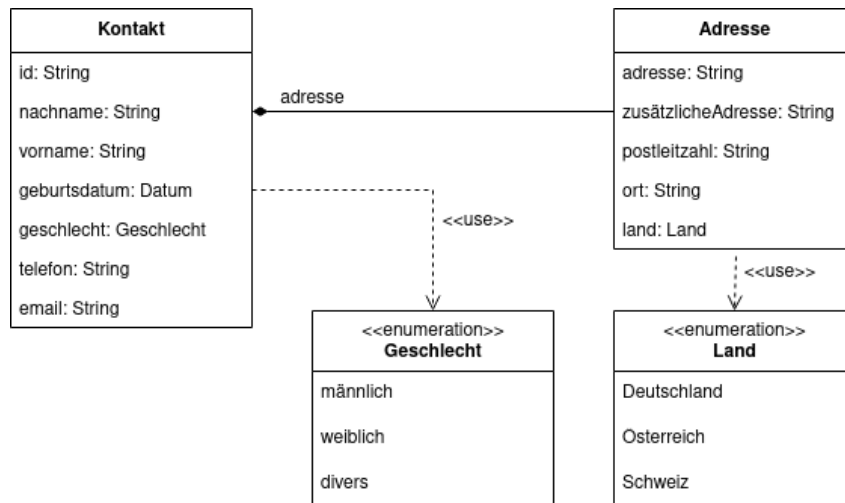 Kontakt
id: String
nachname: String
vorname: String
geburtsdatum: Datum
geschlecht: Geschlecht
telefon: String
email: String
adresse
Adresse
adresse: String
zusätzlicheAdresse: String
postleitzahl: String
ort: String
land: Land
<<use>>
<<use>>
<<enumeration>>
Geschlecht
männlich
weiblich
divers
<<enumeration>>
Land
Deutschland
Osterreich
Schweiz